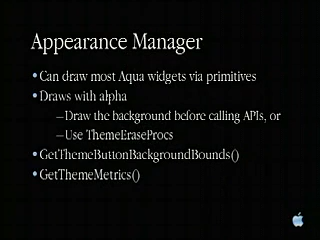 Appearance Manager
•Can draw most Aqua widgets via primitives
•Draws with alpha
–Draw the background before calling APIs, or
–Use ThemeEraseProcs
•GetThemeButtonBackgroundBounds()
•GetThemeMetrics()